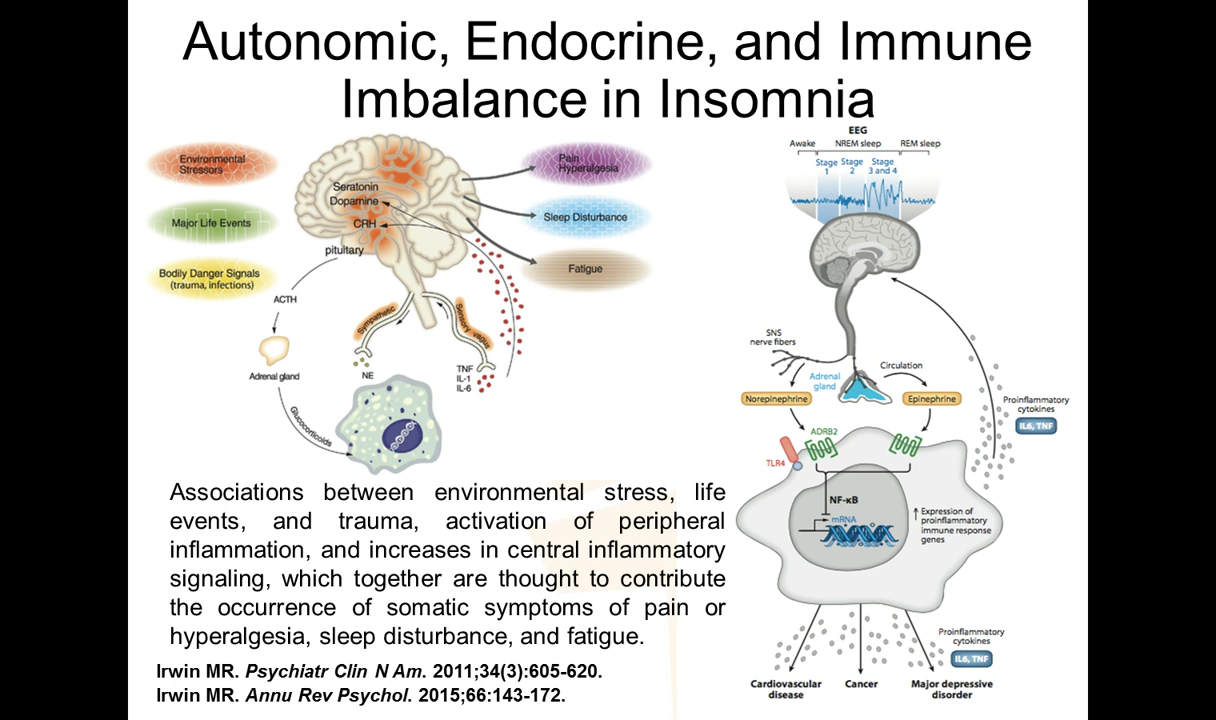 Autonomic, Endocrine, and Immune
Imbalance in Insomnia
Environmental
Stressors
Major Life Events
Bodily Danger Signals
(trauma, infections)
Seratonin
Dopamine
CRH
pituitary
ACTH
Adrenal gland
Glucocorticoids
Sympathetic
Sensory vagus
NE
TNF
IL-1
IL-6
Pain
Hyperalgesia
Sleep Disturbance
Fatigue
EEG
Awake NREM sleep REM sleep
Stage
1
Stage
2
Stage
3 and 4
SNS
nerve fibers
Adrenal
gland
Circulation
Norepinephrine
Epinephrine
Proinflammatory
cytokines
IL6, TNF
ADRB2
TLR4
NF-κB
mRNA
↑ Expression of
proinflammatory
immune response
genes
Proinflammatory
cytokines
IL6, TNF
Cardiovascular
disease
Cancer
Major depressive
disorder
Associations between environmental stress, life
events, and trauma, activation of peripheral
inflammation, and increases in central inflammatory
signaling, which together are thought to contribute
the occurrence of somatic symptoms of pain or
hyperalgesia, sleep disturbance, and fatigue.
Irwin MR. Psychiatr Clin N Am. 2011;34(3):605-620.
Irwin MR. Annu Rev Psychol. 2015;66:143-172.